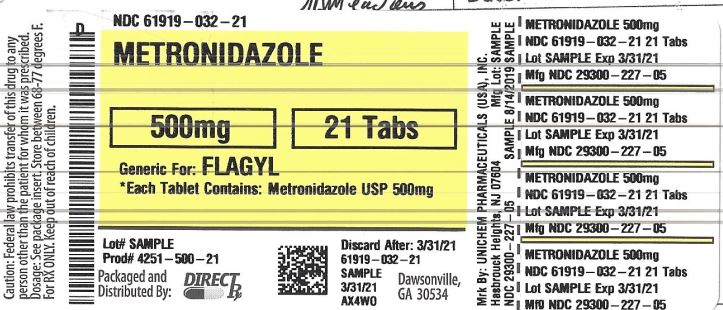 NDC 61919-032-21
D
METRONIDAZOLE
500mg
21 Tabs
Generic For: FLAGYL
*Each Tablet Contains: Metronidazole USP 500mg
Lot# SAMPLE
Prod# 4251-500-21
Packaged and
Distributed By:
DIRECT Rx
Discard After: 3/31/21
61919-032-21
SAMPLE
3/31/21
AX4WO
Dawsonville,
GA 30534
Caution: Federal law prohibits transfer of this drug to any
person other than the patient for whom it was prescribed.
Dosage: See package insert. Store between 68-77 degrees F.
For RX ONLY. Keep out of reach of children.
Mrk By: UNICHEM PHARMACEUTICALS (USA), INC.
Hasbrouck Heights, NJ 07604
Mfg Lot: SAMPLE
NDC 29300-227-05
SAMPLE 8/14/2019 SAMPLE
METRONIDAZOLE 500mg
NDC 61919-032-21 21 Tabs
Lot SAMPLE Exp 3/31/21
Mfg NDC 29300-227-05
METRONIDAZOLE 500mg
NDC 61919-032-21 21 Tabs
Lot SAMPLE Exp 3/31/21
Mfg NDC 29300-227-05
METRONIDAZOLE 500mg
NDC 61919-032-21 21 Tabs
Lot SAMPLE Exp 3/31/21
Mfg NDC 29300-227-05
METRONIDAZOLE 500mg
NDC 61919-032-21 21 Tabs
Lot SAMPLE Exp 3/31/21
Mfg NDC 29300-227-05